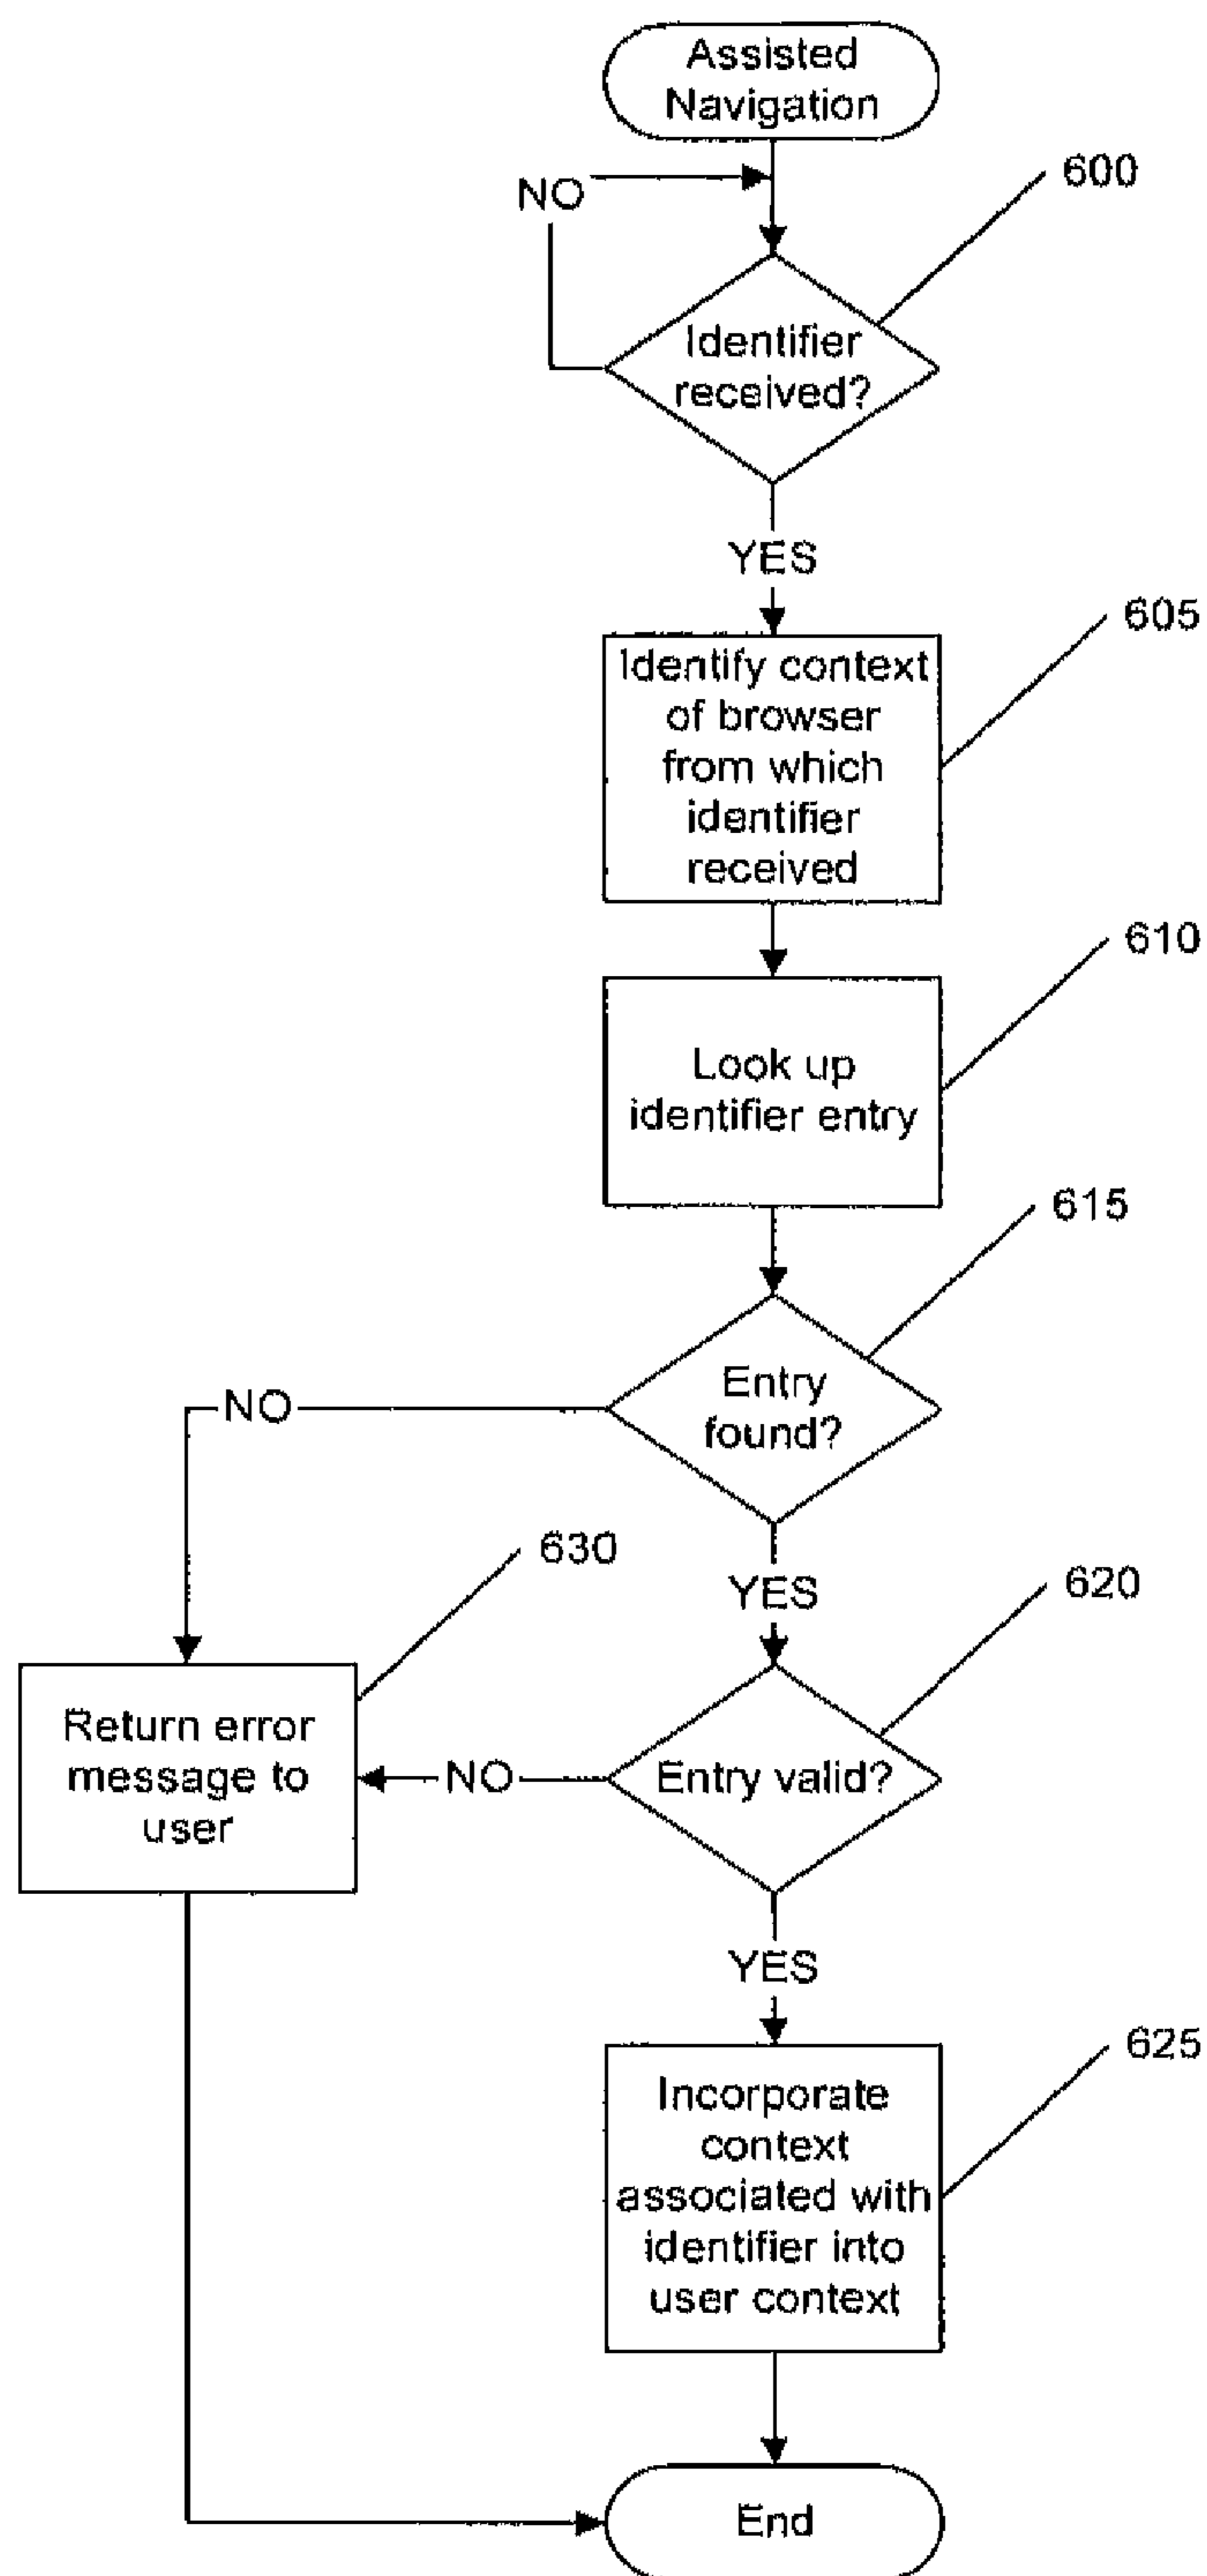 Assisted
Navigation
NO
600
Identifier
received?
YES
605
Identify context
of browser
from which
identifier
received
610
Look up
identifier entry
615
Entry
found?
NO
630
YES
620
Return error
message to
user
NO
Entry valid?
YES
625
Incorporate
context
associated with
identifier into
user context
End